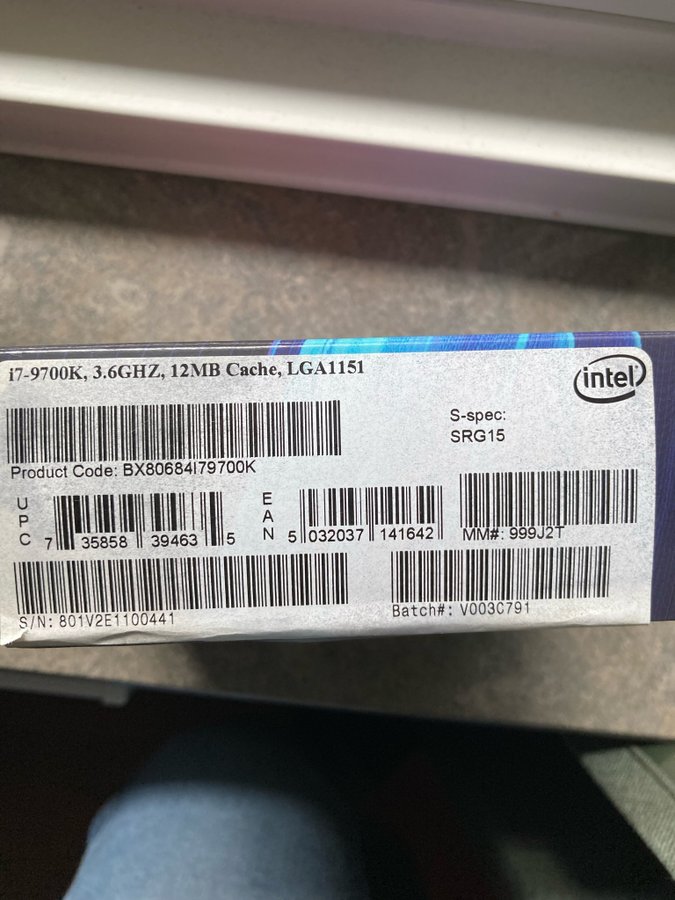 i7-9700K, 3.6GHZ, 12MB Cache, LGA1151
intel
S-spec:
SRG15
Product Code: BX80684I79700K
UPC 7 35858 39463 5
EAN 5 032037 141642
MM#: 999J2T
S/N: 801V2E1100441
Batch#: V003C791